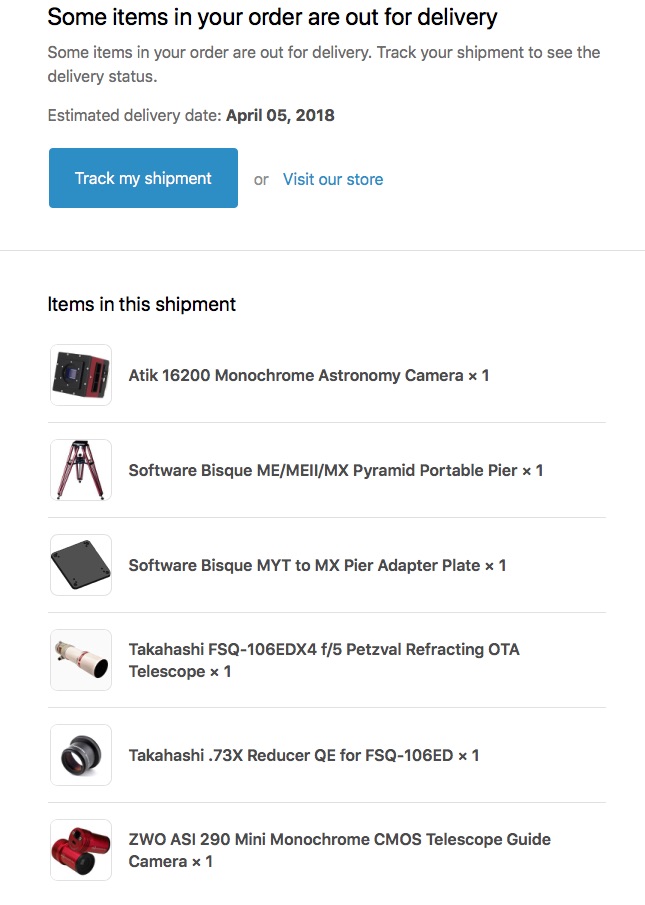 Some items in your order are out for delivery
Some items in your order are out for delivery. Track your shipment to see the
delivery status.
Estimated delivery date: April 05, 2018
Track my shipment or Visit our store
Items in this shipment
Atik 16200 Monochrome Astronomy Camera × 1
Software Bisque ME/MEII/MX Pyramid Portable Pier × 1
Software Bisque MYT to MX Pier Adapter Plate × 1
Takahashi FSQ-106EDX4 f/5 Petzval Refracting OTA
Telescope × 1
Takahashi .73X Reducer QE for FSQ-106ED × 1
ZWO ASI 290 Mini Monochrome CMOS Telescope Guide
Camera × 1